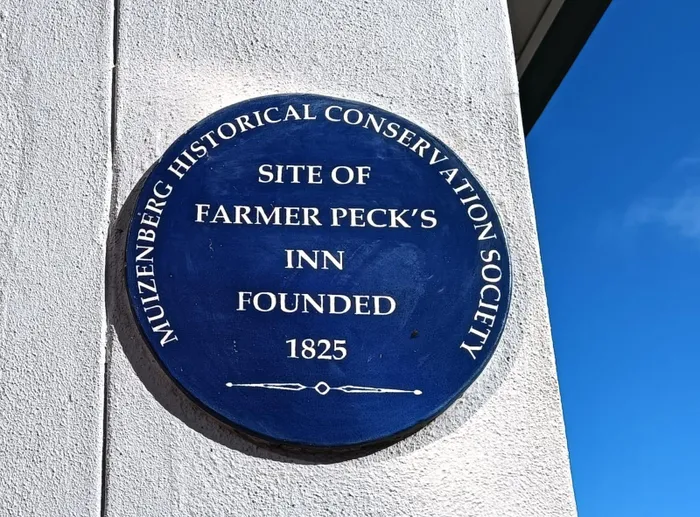 MUIZENBERG HISTORICAL CONSERVATION SOCIETY
SITE OF
FARMER PECK'S
INN
FOUNDED
1825